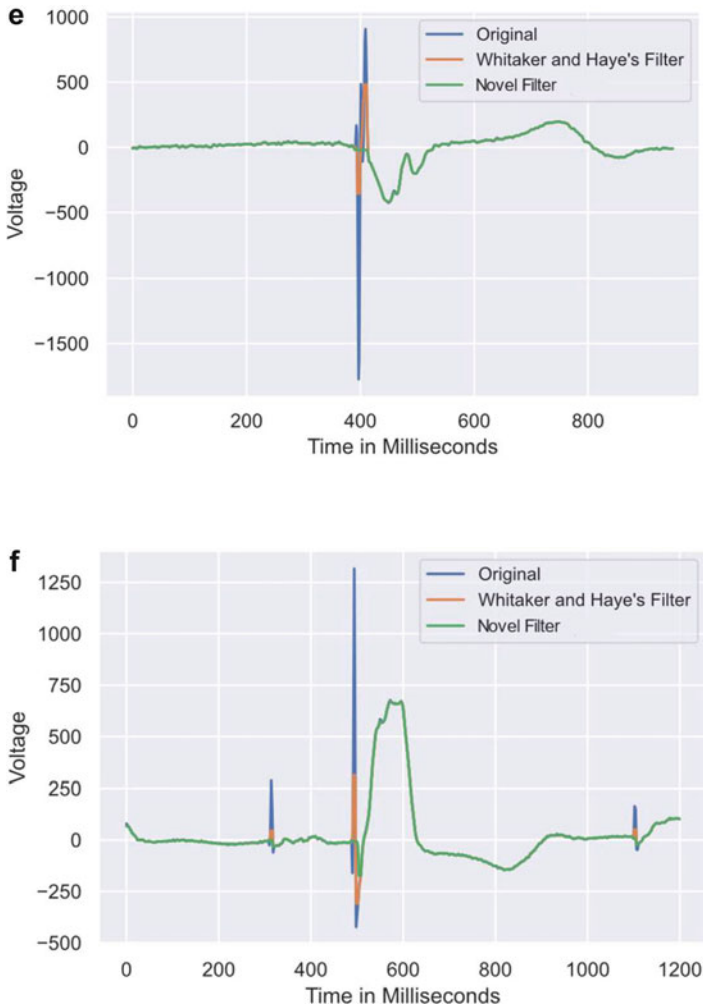 e
1000
500
0
−500
−1000
−1500
Voltage
Original
Whitaker and Haye's Filter
Novel Filter
0 200 400 600 800
Time in Milliseconds
f
1250
1000
750
500
250
0
−250
−500
Voltage
Original
Whitaker and Haye's Filter
Novel Filter
0 200 400 600 800 1000 1200
Time in Milliseconds